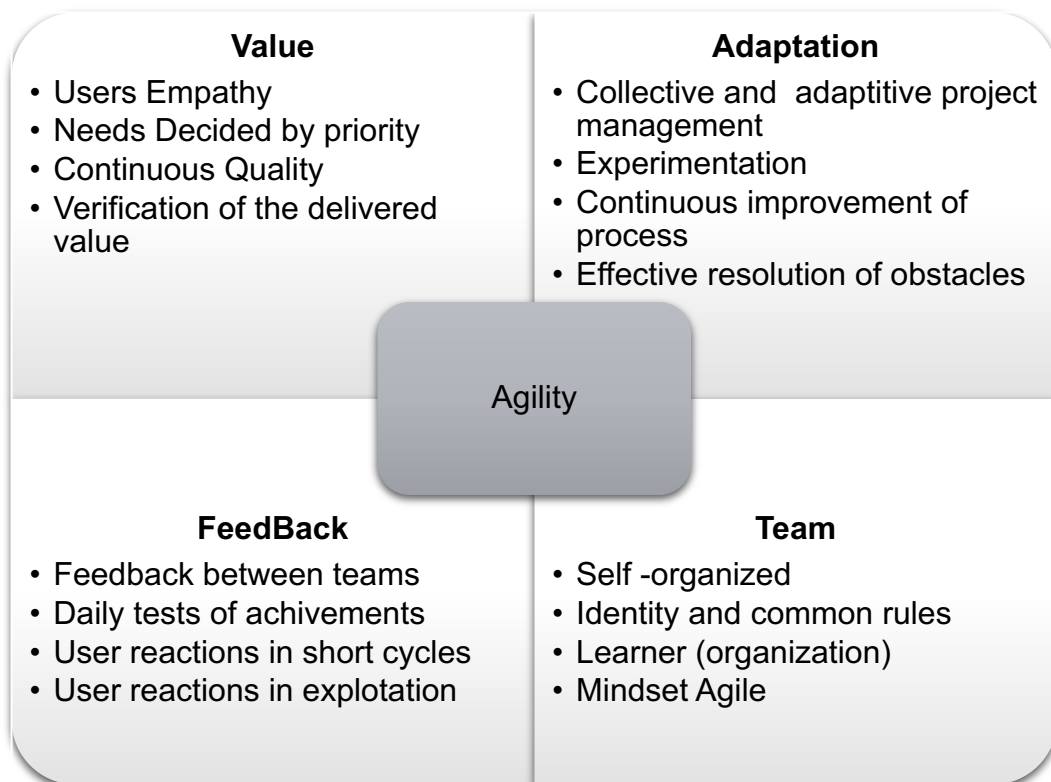 Value
• Users Empathy
• Needs Decided by priority
• Continuous Quality
• Verification of the delivered
value
Adaptation
• Collective and  adaptitive project
management
• Experimentation
• Continuous improvement of
process
• Effective resolution of obstacles
Agility
FeedBack
• Feedback between teams
• Daily tests of achivements
• User reactions in short cycles
• User reactions in explotation
Team
• Self -organized
• Identity and common rules
• Learner (organization)
• Mindset Agile